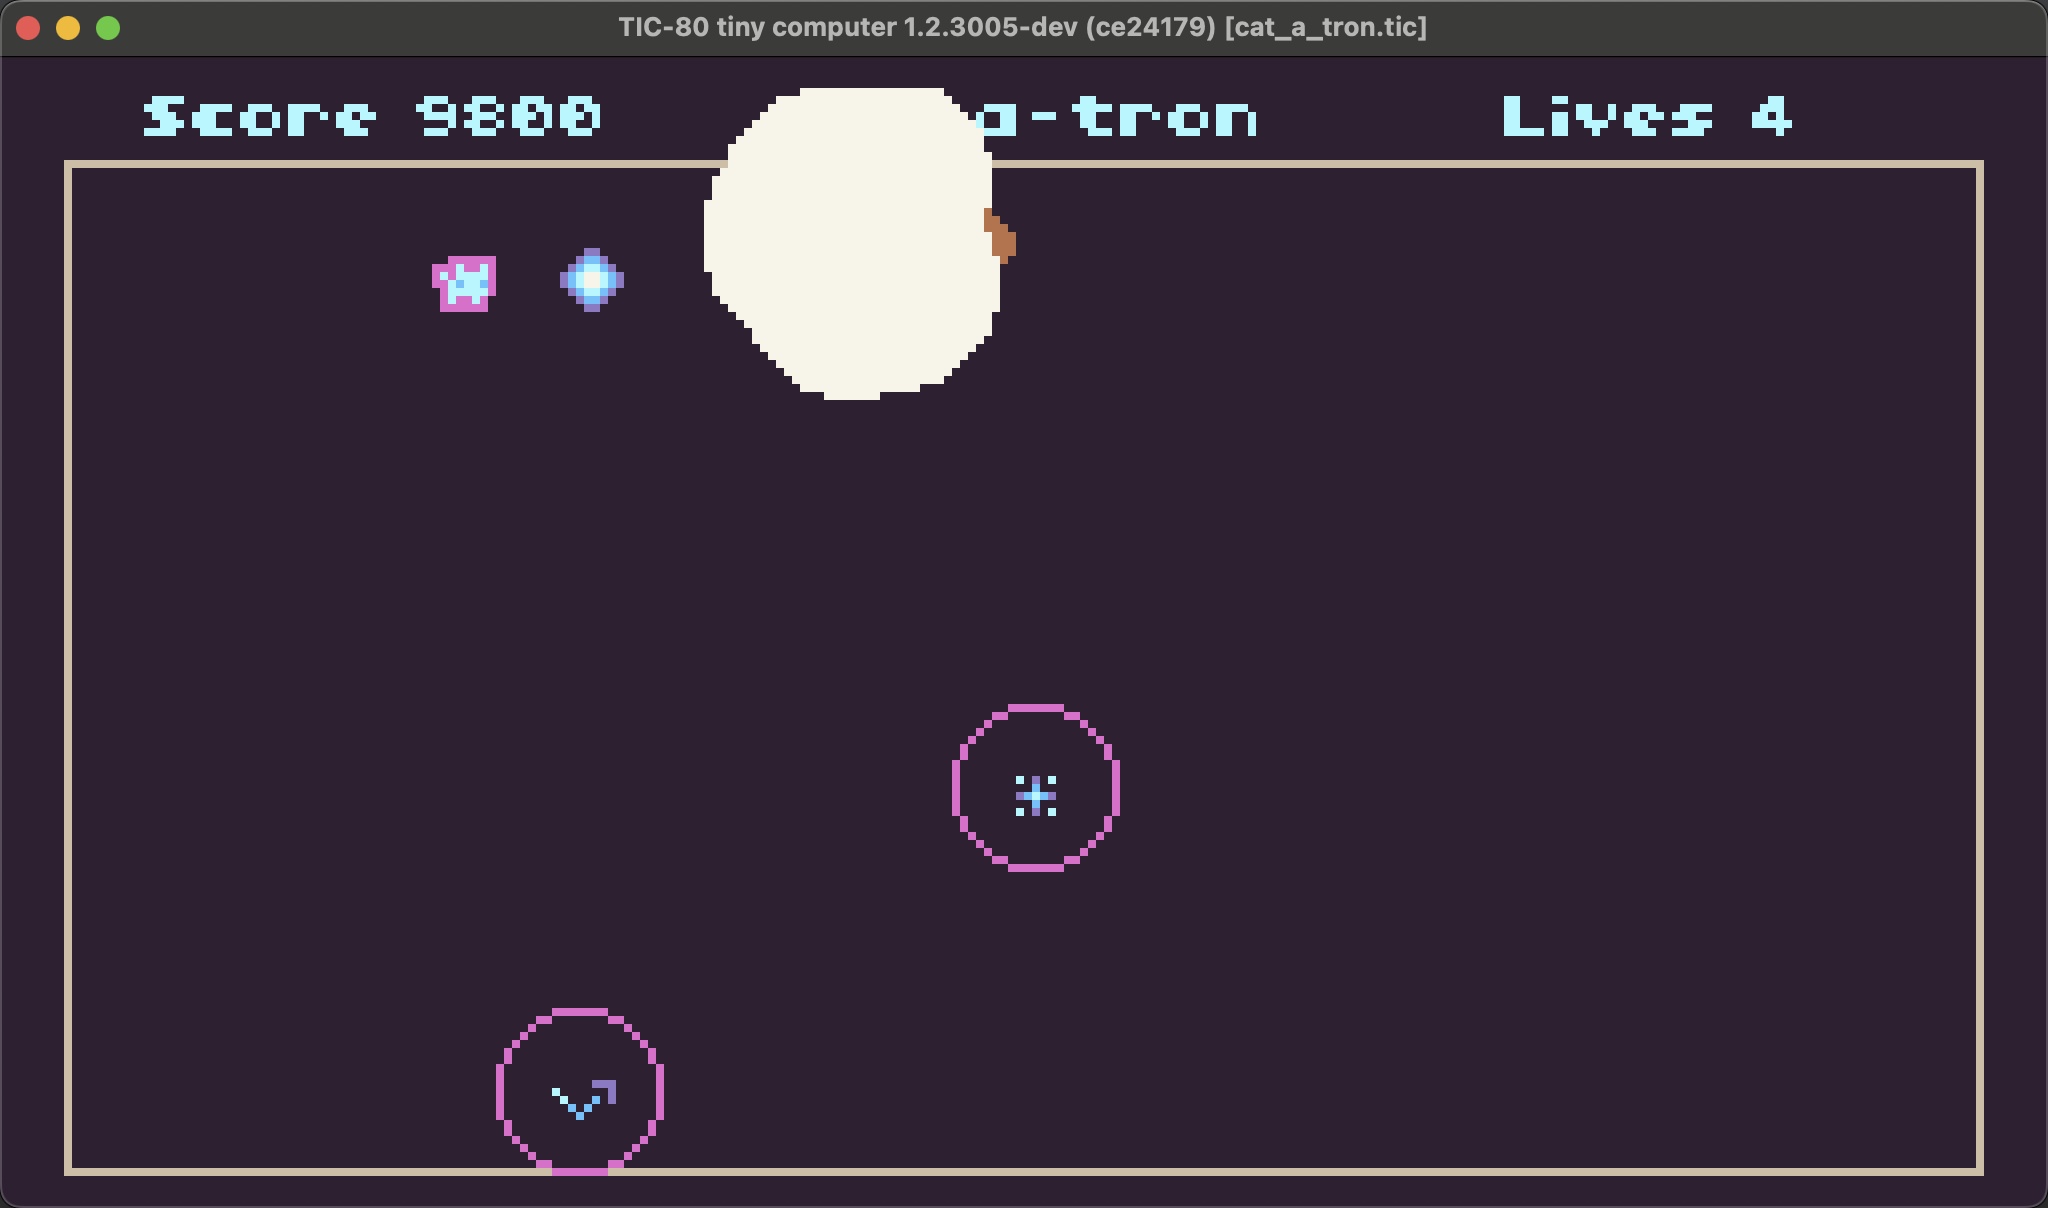 TIC-80 tiny computer 1.2.3005-dev (ce24179) [cat_a_tron.tic]
Score 9800 a-tron Lives 4